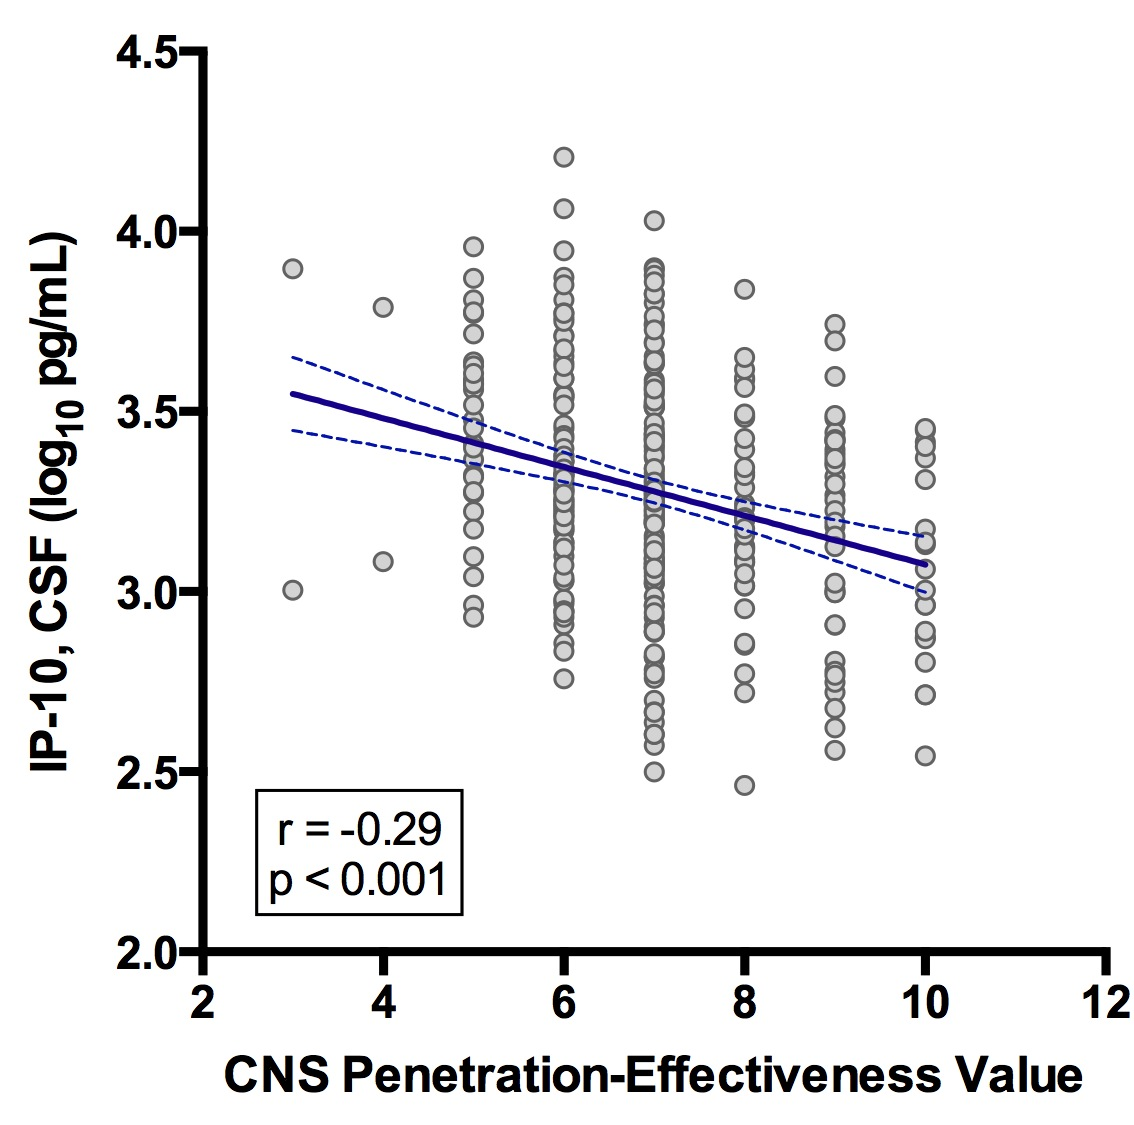 4.5
4.0
3.5
3.0
2.5
2.0
IP-10, CSF (log10 pg/mL)
r = -0.29
p < 0.001
2 4 6 8 10 12
CNS Penetration-Effectiveness Value